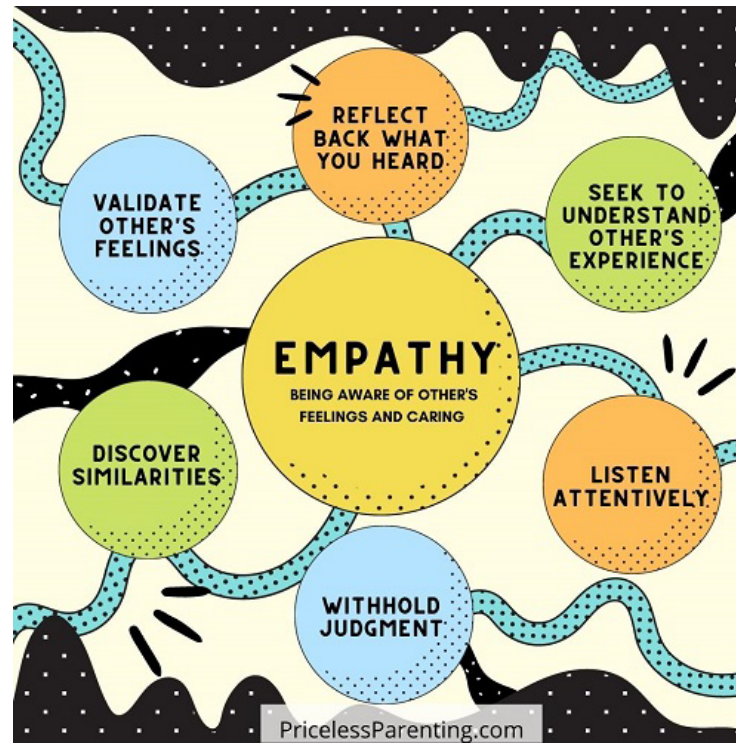 REFLECT
BACK WHAT
YOU HEARD
VALIDATE
OTHER'S
FEELINGS
SEEK TO
UNDERSTAND
OTHER'S
EXPERIENCE
EMPATHY
BEING AWARE OF OTHER'S
FEELINGS AND CARING
DISCOVER
SIMILARITIES
LISTEN
ATTENTIVELY
WITHHOLD
JUDGMENT
PricelessParenting.com